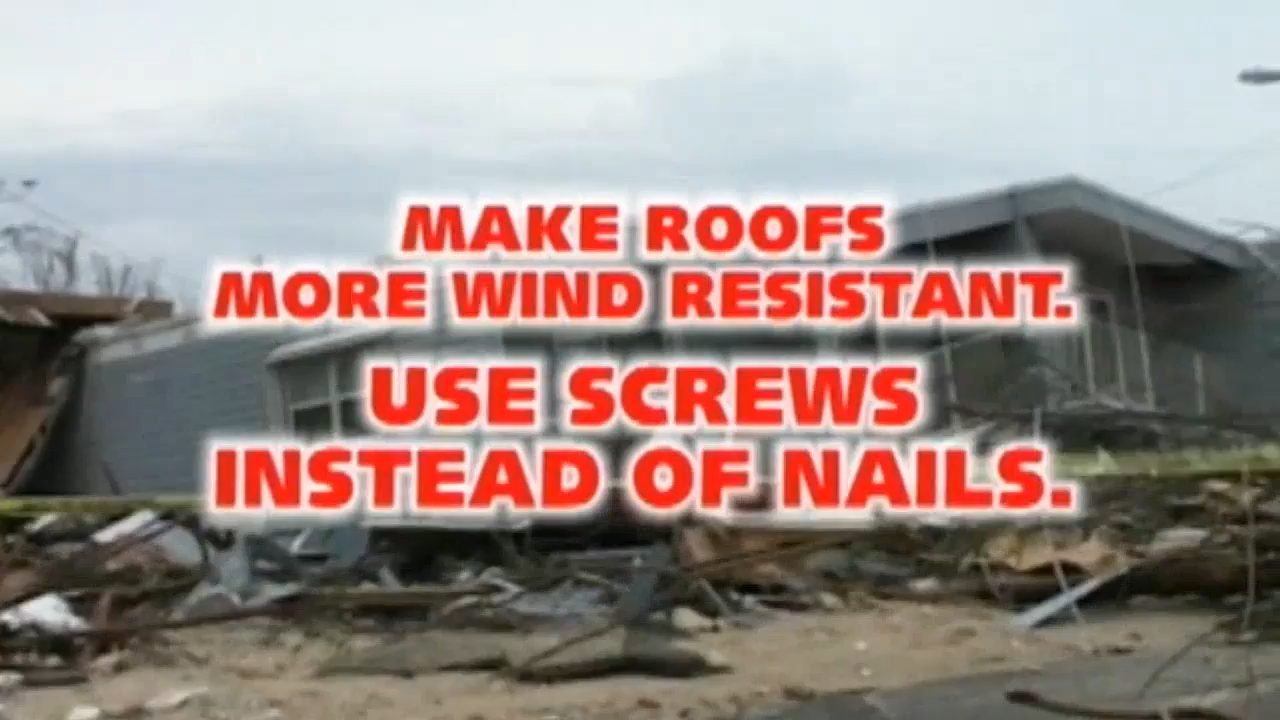 MAKE ROOFS
MORE WIND RESISTANT.
USE SCREWS
INSTEAD OF NAILS.